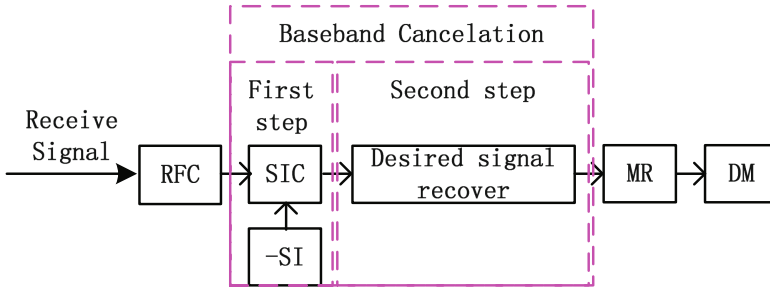 Baseband Cancelation
First
step
Second step
Receive
Signal
RFC
SIC
Desired signal
recover
MR
DM
-SI